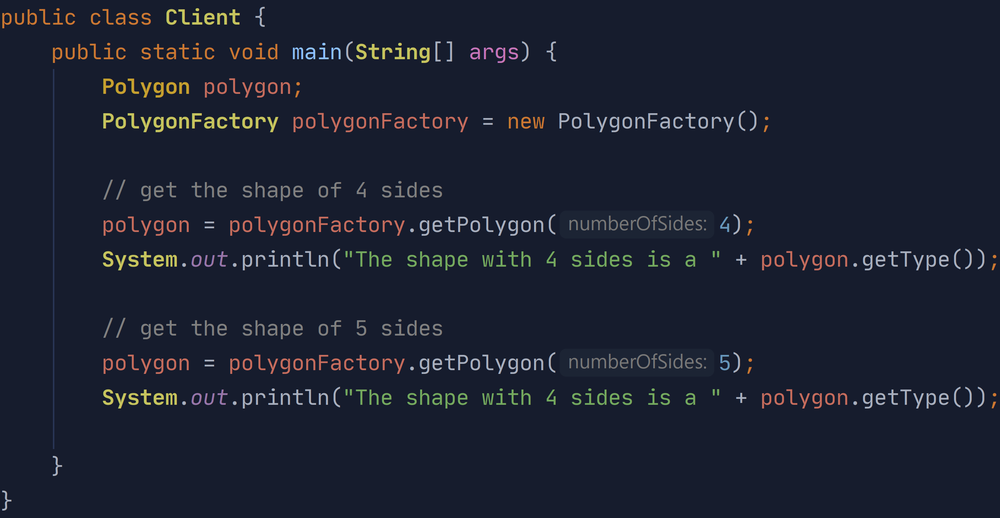 public class Client {
    public static void main(String[] args) {
        Polygon polygon;
        PolygonFactory polygonFactory = new PolygonFactory();

        // get the shape of 4 sides
        polygon = polygonFactory.getPolygon( numberOfSides: 4);
        System.out.println("The shape with 4 sides is a " + polygon.getType());

        // get the shape of 5 sides
        polygon = polygonFactory.getPolygon( numberOfSides: 5);
        System.out.println("The shape with 4 sides is a " + polygon.getType());

    }
}